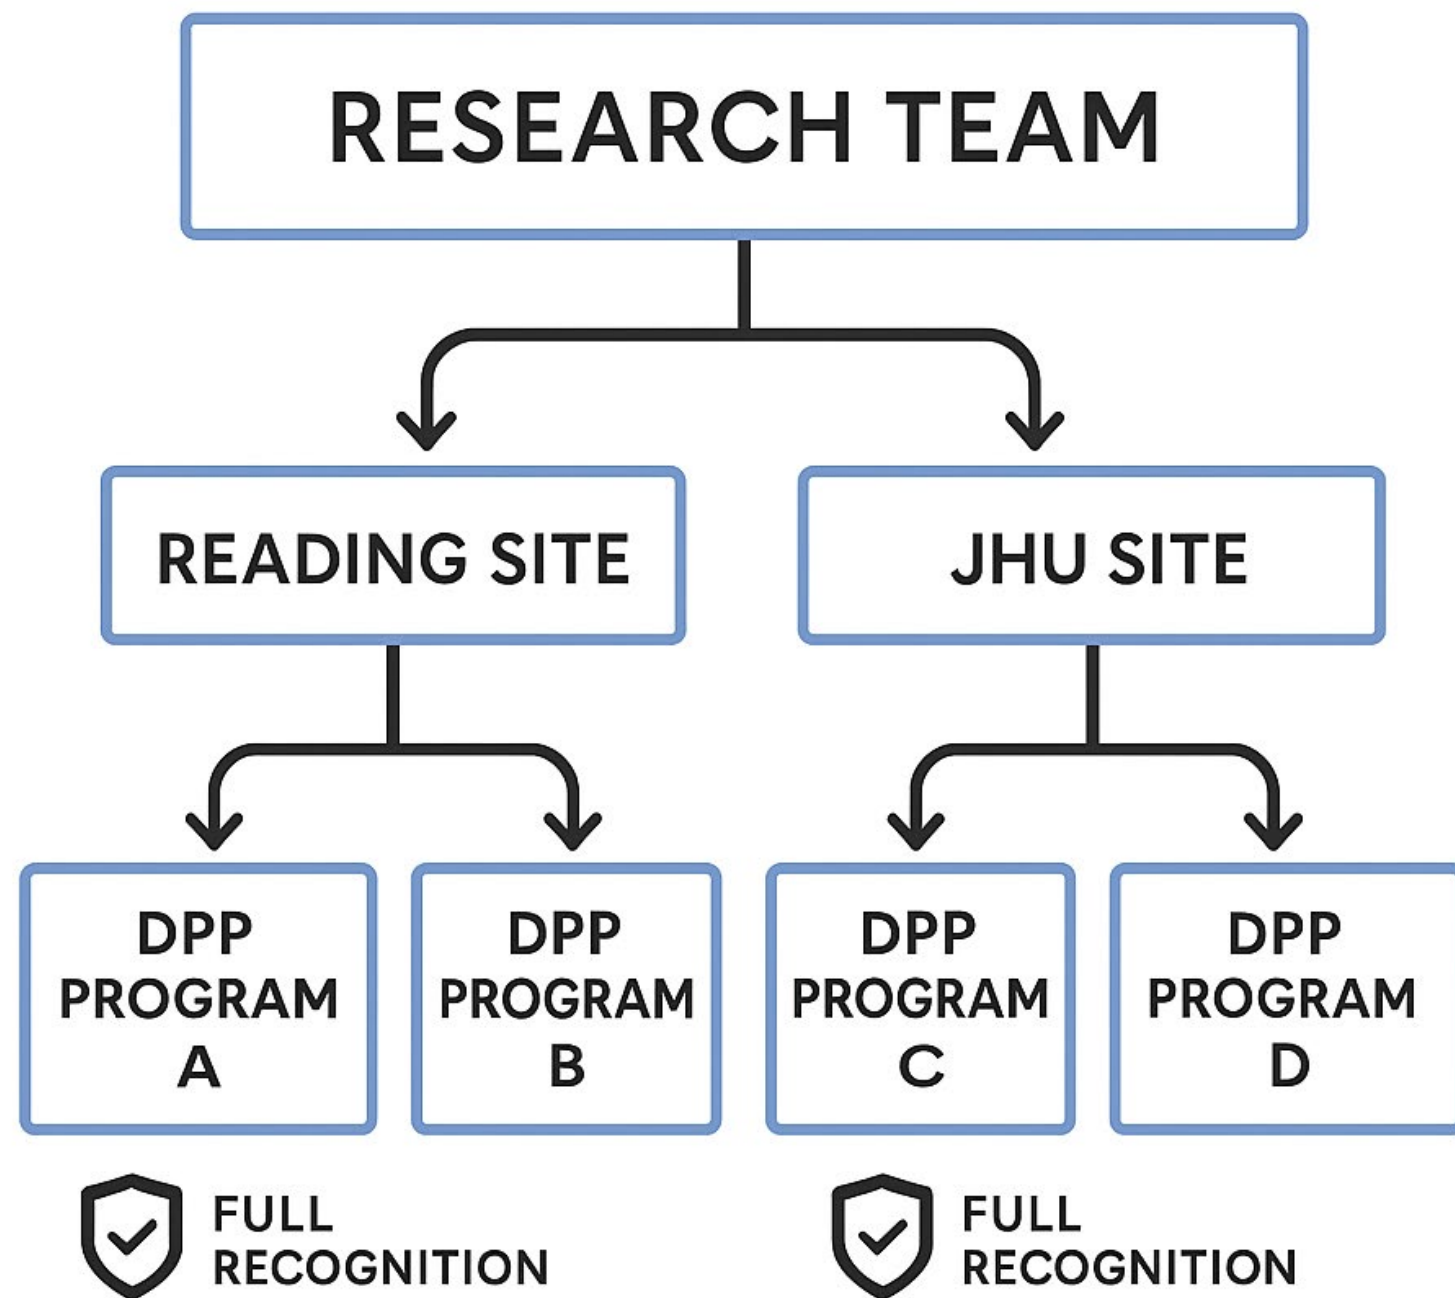 RESEARCH TEAM
READING SITE
JHU SITE
DPP
PROGRAM
A
DPP
PROGRAM
B
DPP
PROGRAM
C
DPP
PROGRAM
D
FULL
RECOGNITION
FULL
RECOGNITION